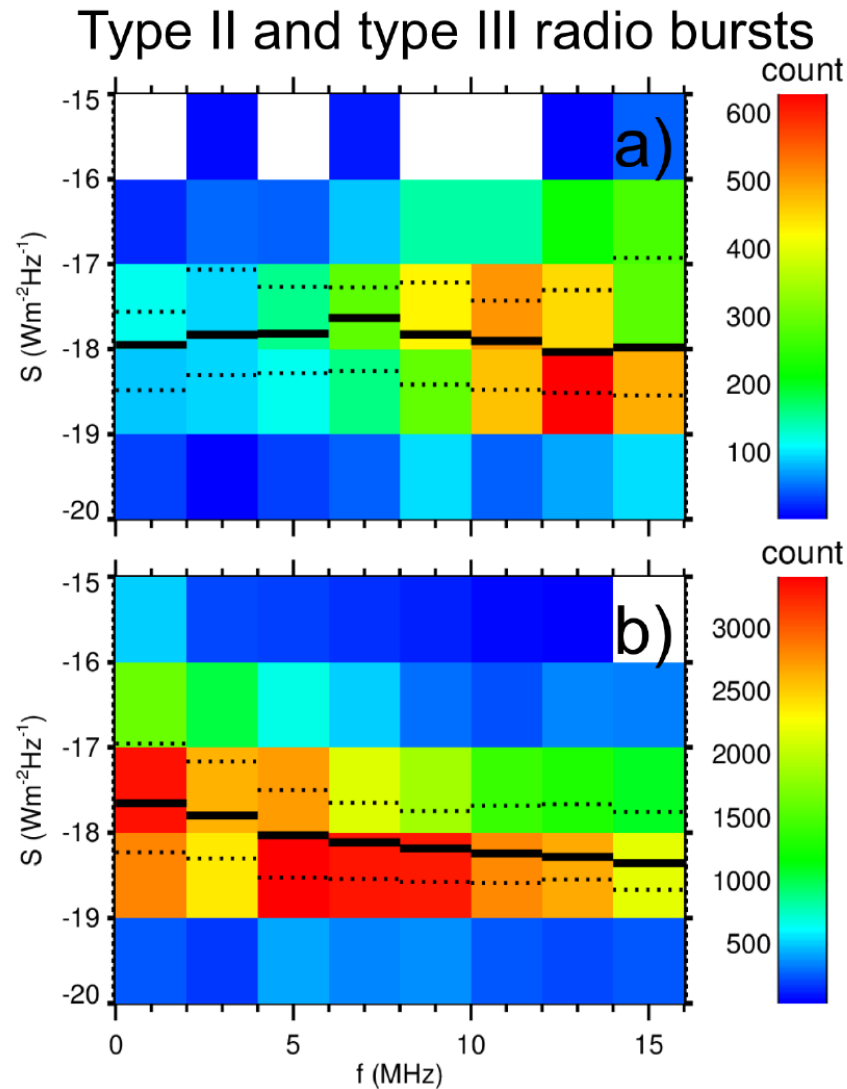 Type II and type III radio bursts
count
-15
-16
-17
-18
-19
-20
S (Wm⁻²Hz⁻¹)
a)
600
500
400
300
200
100
count
-15
-16
-17
-18
-19
-20
S (Wm⁻²Hz⁻¹)
b)
3000
2500
2000
1500
1000
500
0 5 10 15
f (MHz)